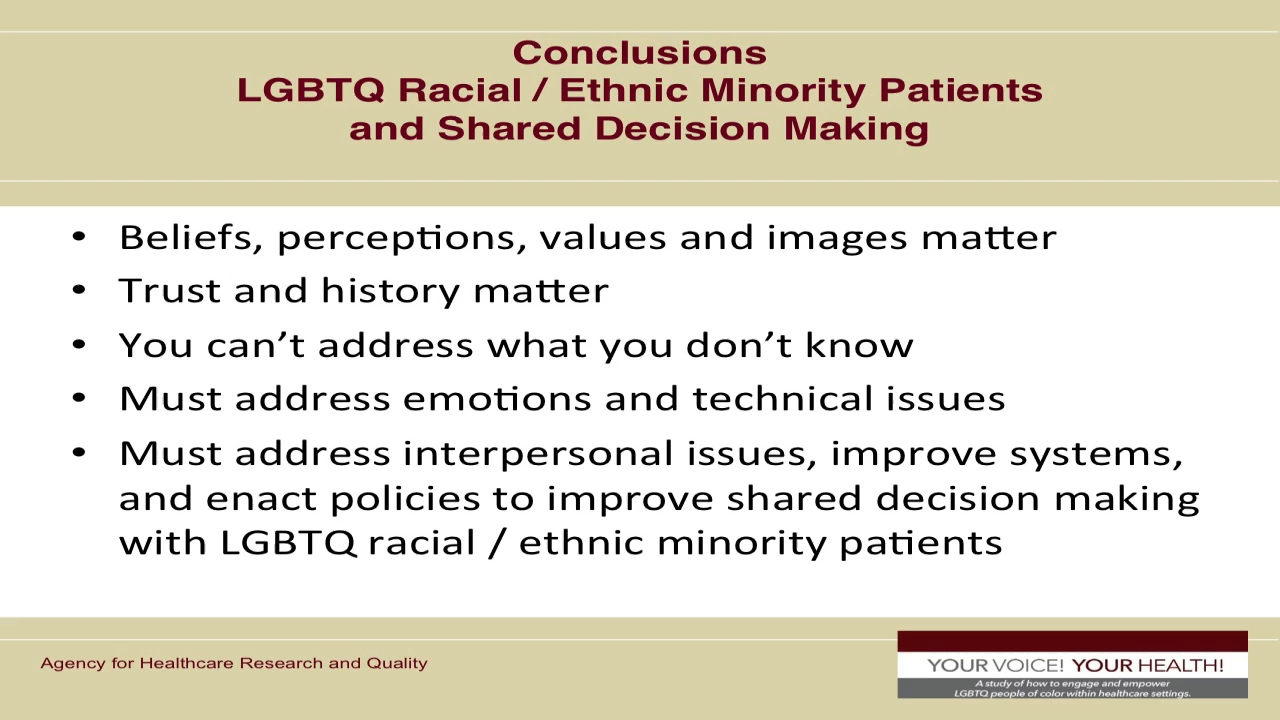 Conclusions
LGBTQ Racial / Ethnic Minority Patients
and Shared Decision Making
• Beliefs, perceptions, values and images matter
• Trust and history matter
• You can’t address what you don’t know
• Must address emotions and technical issues
• Must address interpersonal issues, improve systems,
and enact policies to improve shared decision making
with LGBTQ racial / ethnic minority patients
Agency for Healthcare Research and Quality
YOUR VOICE! YOUR HEALTH!
A study of how to engage and empower
LGBTQ people of color within healthcare settings.